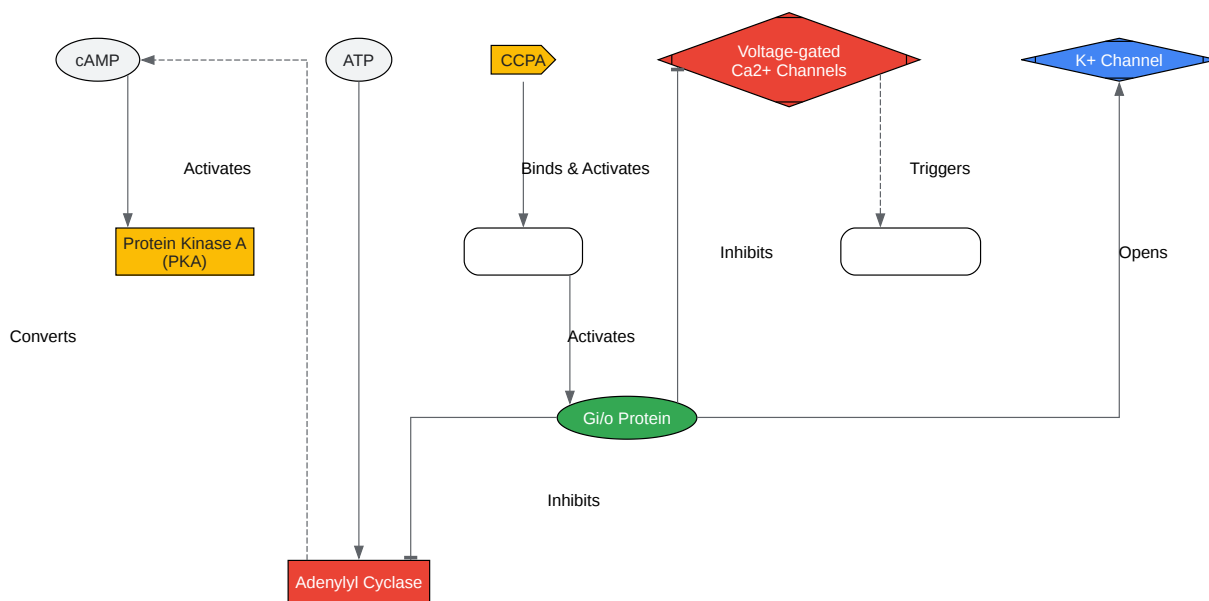 cAMP
ATP
CCPA
Voltage-gated
Ca2+ Channels
K+ Channel
Activates
Binds & Activates
Triggers
Protein Kinase A
(PKA)
Inhibits
Opens
Converts
Activates
Gi/o Protein
Inhibits
Adenylyl Cyclase